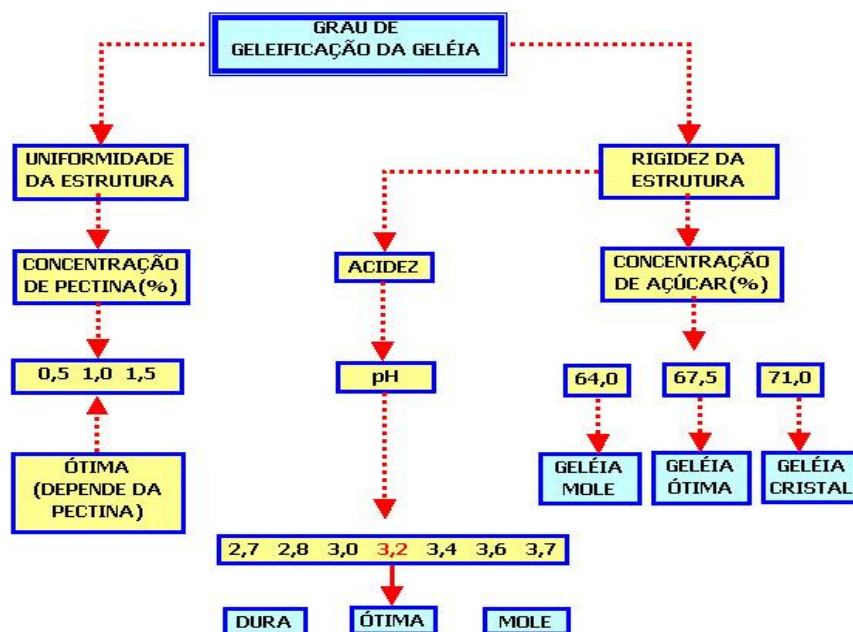 GRAU DE
GELEIFICAÇÃO DA GELÉIA
UNIFORMIDADE
DA ESTRUTURA
RIGIDEZ DA
ESTRUTURA
CONCENTRAÇÃO
DE PECTINA(%)
ACIDEZ
CONCENTRAÇÃO
DE AÇÚCAR(%)
0,5 1,0 1,5
pH
64,0
67,5
71,0
ÓTIMA
(DEPENDE DA
PECTINA)
GELÉIA
MOLE
GELÉIA
ÓTIMA
GELÉIA
CRISTAL
2,7 2,8 3,0 3,2 3,4 3,6 3,7
DURA
ÓTIMA
MOLE